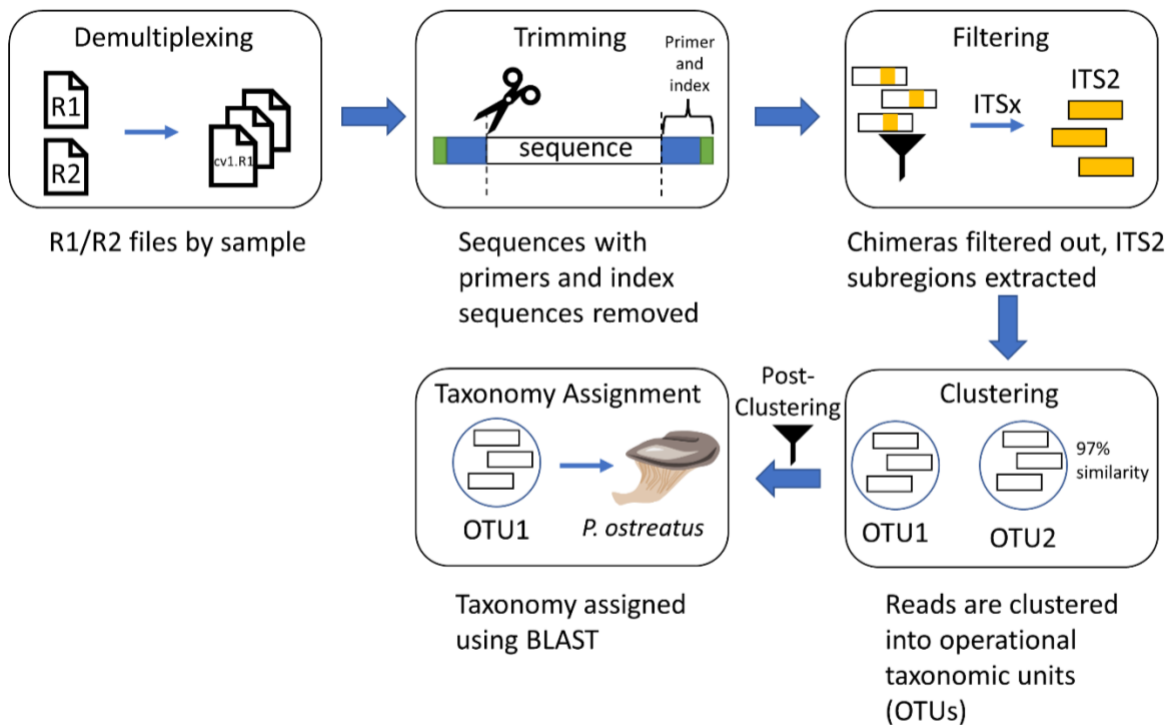 Demultiplexing
R1
R2
cv1.R1
R1/R2 files by sample
Trimming
Primer
and
index
sequence
Sequences with
primers and index
sequences removed
Filtering
ITSx
ITS2
Chimeras filtered out, ITS2
subregions extracted
Clustering
97%
similarity
OTU1
OTU2
Reads are clustered
into operational
taxonomic units
(OTUs)
Post-
Clustering
Taxonomy Assignment
OTU1
P. ostreatus
Taxonomy assigned
using BLAST